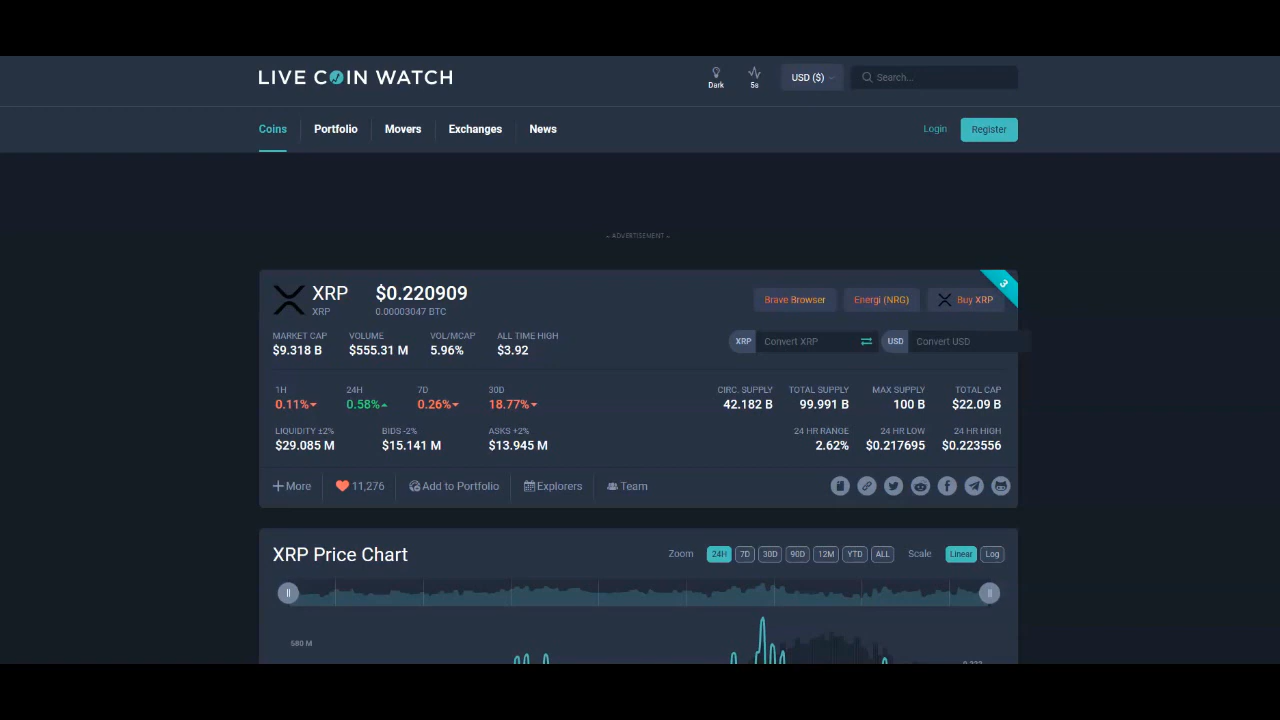 LIVE COIN WATCH
Dark
5s
USD ($)
Search...
Coins Portfolio Movers Exchanges News
Login Register
~ ADVERTISEMENT ~
XRP $0.220909
XRP 0.00003047 BTC
Brave Browser Energi (NRG) Buy XRP
3
MARKET CAP VOLUME VOL/MCAP ALL TIME HIGH
$9.318 B $555.31 M 5.96% $3.92
XRP Convert XRP USD Convert USD
1H 24H 7D 30D CIRC. SUPPLY TOTAL SUPPLY MAX SUPPLY TOTAL CAP
0.11% 0.58% 0.26% 18.77% 42.182 B 99.991 B 100 B $22.09 B
LIQUIDITY ±2% BIDS -2% ASKS +2% 24 HR RANGE 24 HR LOW 24 HR HIGH
$29.085 M $15.141 M $13.945 M 2.62% $0.217695 $0.223556
More 11,276 Add to Portfolio Explorers Team
XRP Price Chart Zoom 24H 7D 30D 90D 12M YTD ALL Scale Linear Log
580 M